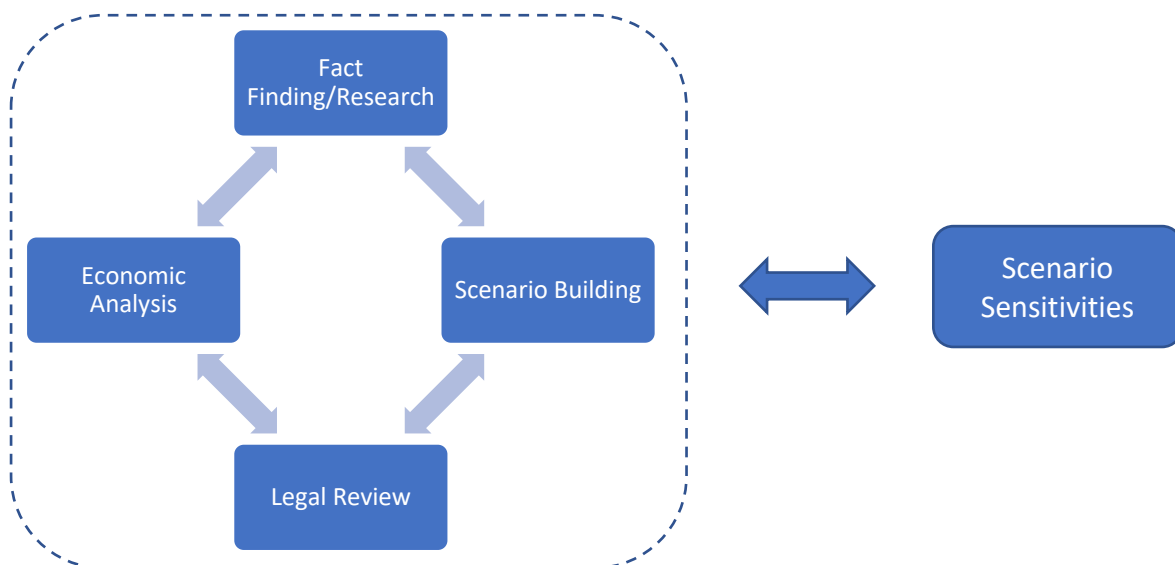 Fact
Finding/Research
Economic
Analysis
Scenario Building
Scenario
Sensitivities
Legal Review